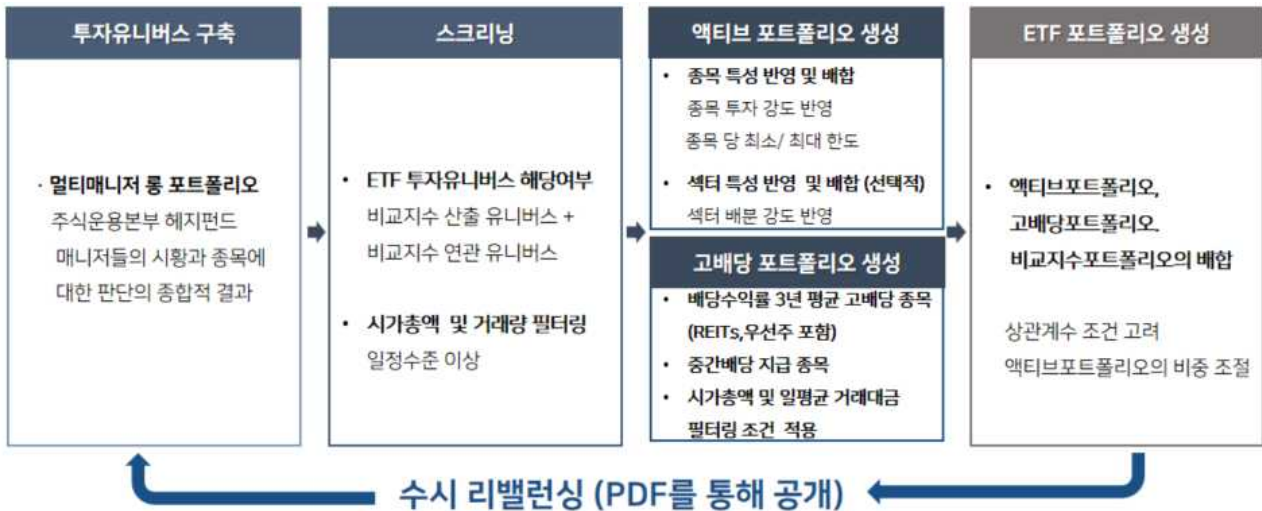 투자유니버스 구축
· 멀티매니저 롱 포트폴리오
주식운용본부 헤지펀드
매니저들의 시황과 종목에
대한 판단의 종합적 결과
스크리닝
• ETF 투자유니버스 해당여부
비교지수 산출 유니버스 +
비교지수 연관 유니버스
• 시가총액 및 거래량 필터링
일정수준 이상
액티브 포트폴리오 생성
• 종목 특성 반영 및 배합
종목 투자 강도 반영
종목 당 최소/ 최대 한도
• 섹터 특성 반영 및 배합 (선택적)
섹터 배분 강도 반영
고배당 포트폴리오 생성
• 배당수익률 3년 평균 고배당 종목
(REITs,우선주 포함)
• 중간배당 지급 종목
• 시가총액 및 일평균 거래대금
필터링 조건 적용
ETF 포트폴리오 생성
• 액티브포트폴리오,
고배당포트폴리오.
비교지수포트폴리오의 배합
상관계수 조건 고려
액티브포트폴리오의 비중 조절
수시 리밸런싱 (PDF를 통해 공개)